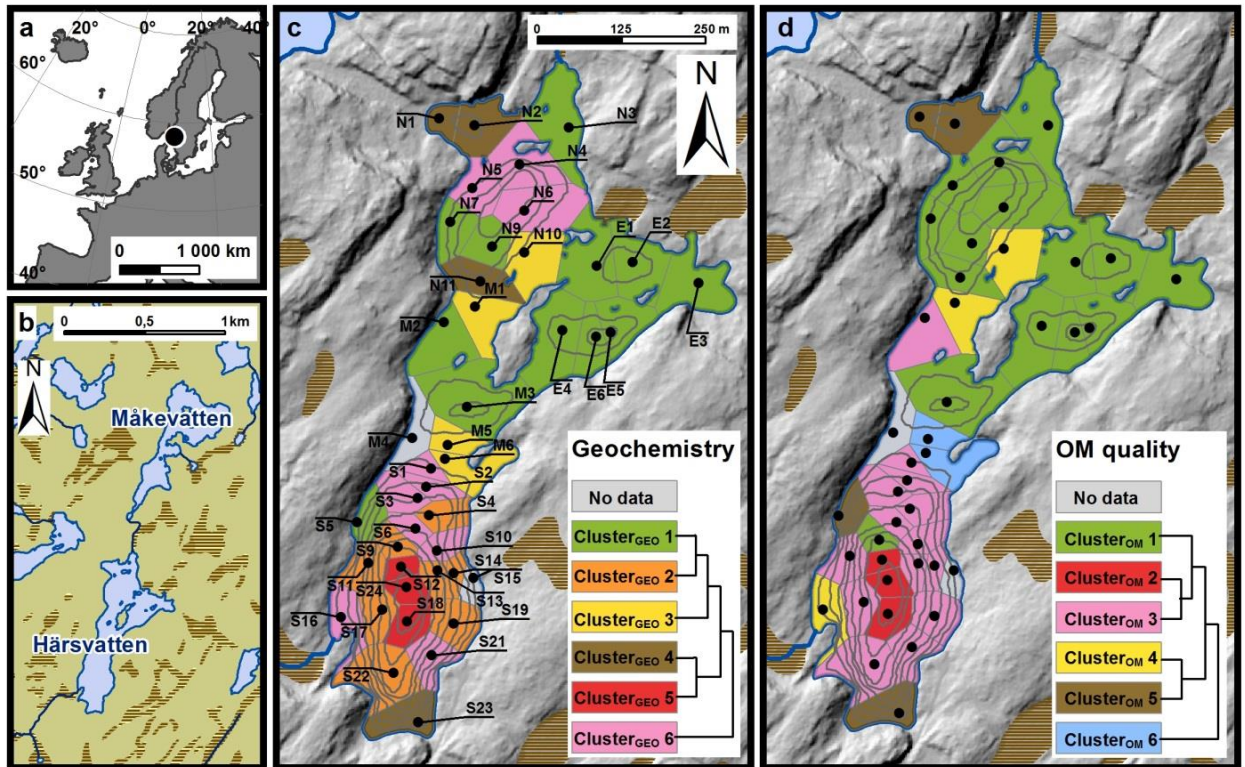 a
0°
20°
0°
20°
40°
60°
50°
40°
0
1 000 km
b
0
0,5
1km
N
Måkevatten
Härsvatten
c
0
125
250 m
N
N1
N2
N3
N4
N5
N6
N7
N9
N10
E1
E2
N11
M1
M2
E3
E4
E6
E5
M3
M4
M5
M6
S1
S2
S3
S4
S5
S6
S9
S10
S14
S15
S11
S12
S24
S13
S16
S18
S19
S17
S21
S22
S23
Geochemistry
No data
ClusterGEO 1
ClusterGEO 2
ClusterGEO 3
ClusterGEO 4
ClusterGEO 5
ClusterGEO 6
d
OM quality
No data
ClusterOM 1
ClusterOM 2
ClusterOM 3
ClusterOM 4
ClusterOM 5
ClusterOM 6